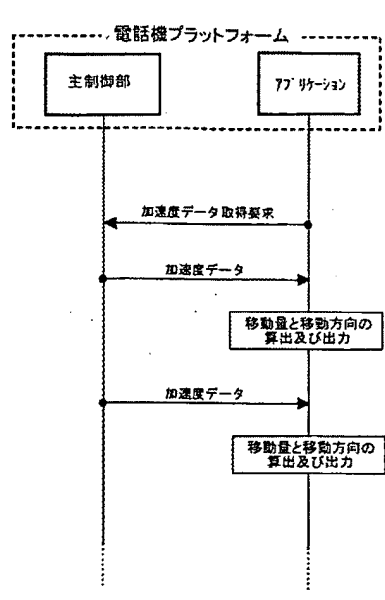 電話機プラットフォーム
主制御部
アプリケーション
加速度データ取得要求
加速度データ
移動量と移動方向の
算出及び出力
加速度データ
移動量と移動方向の
算出及び出力